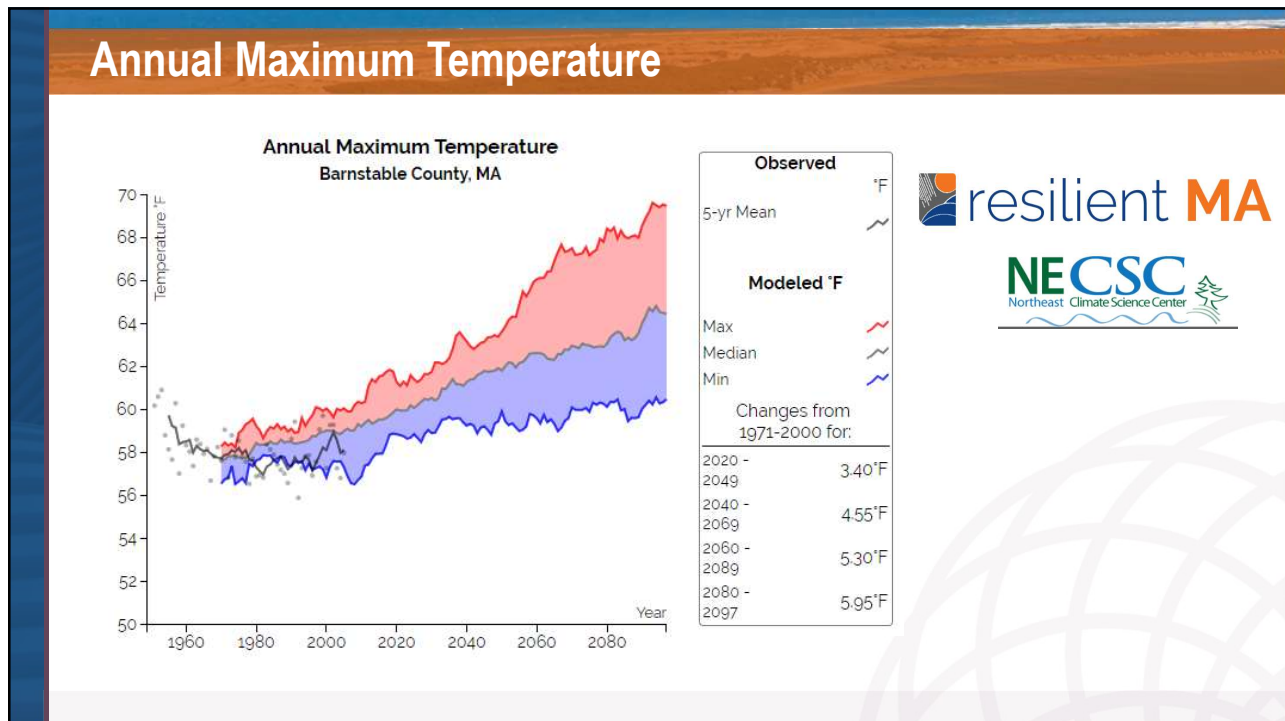 Annual Maximum Temperature
Annual Maximum Temperature
Barnstable County, MA
Temperature °F
70
68
66
64
62
60
58
56
54
52
50
Year
1960 1980 2000 2020 2040 2060 2080
Observed
°F
5-yr Mean
Modeled °F
Max
Median
Min
Changes from
1971-2000 for:
2020 -
2049 3.40°F
2040 -
2069 4.55°F
2060 -
2089 5.30°F
2080 -
2097 5.95°F
resilient MA
NECSC
Northeast Climate Science Center